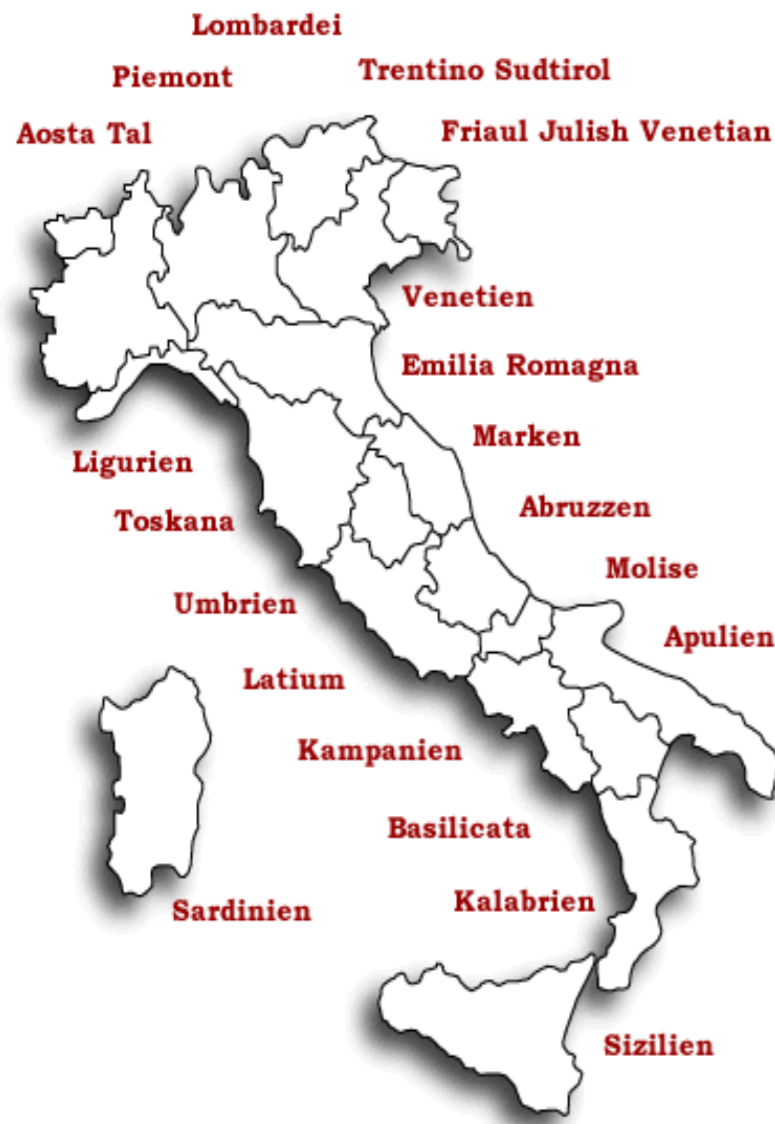 Lombardei
Piemont
Trentino Sudtirol
Aosta Tal
Friaul Julish Venetian
Venetien
Emilia Romagna
Marken
Ligurien
Abruzzen
Toskana
Molise
Umbrien
Apulien
Latium
Kampanien
Basilicata
Kalabrien
Sardinien
Sizilien